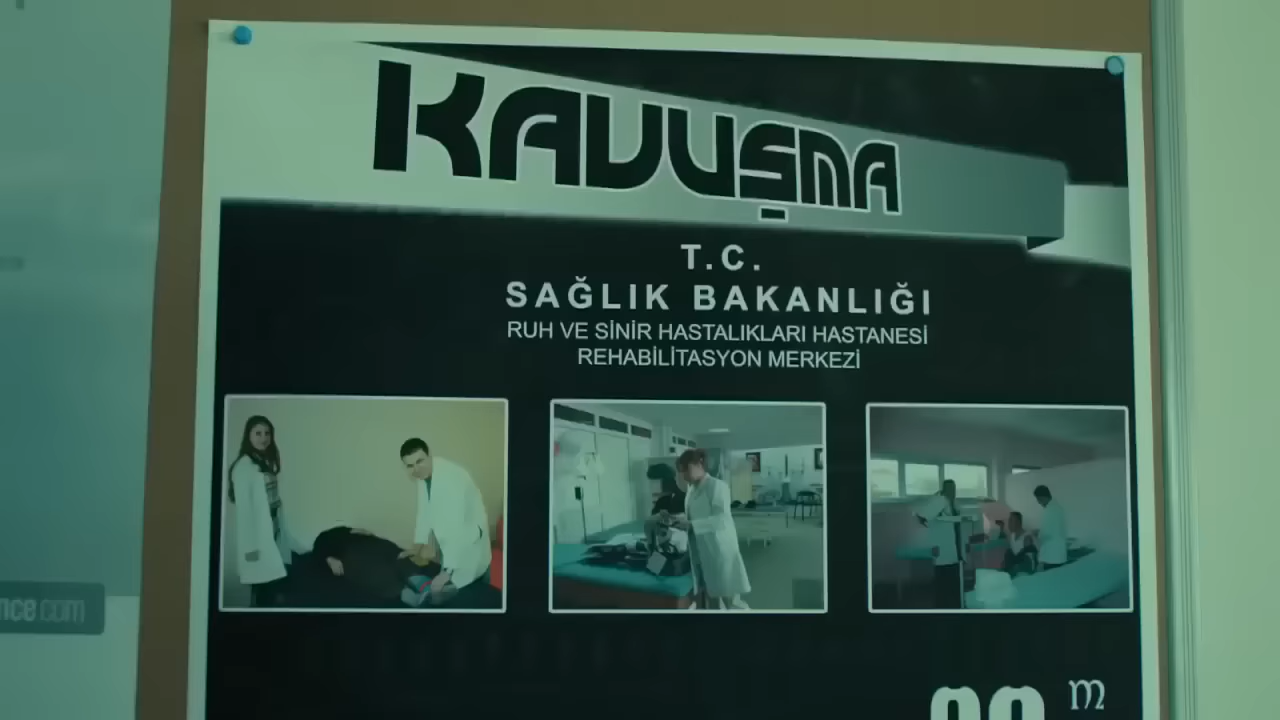 KAVUŞMA
T.C.
SAĞLIK BAKANLIĞI
RUH VE SİNİR HASTALIKLARI HASTANESİ
REHABİLİTASYON MERKEZİ
nce.com
m